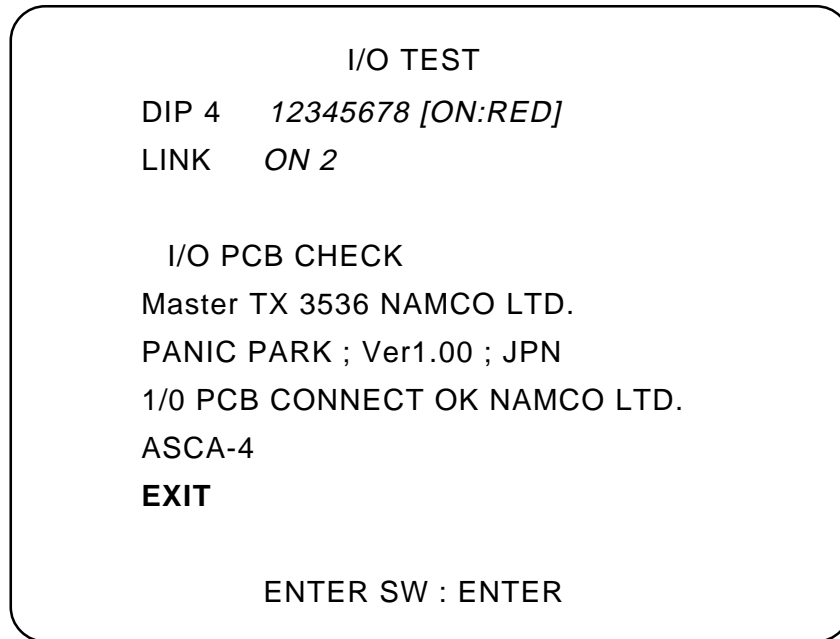 I/O TEST
DIP 4 12345678 [ON:RED]
LINK ON 2
I/O PCB CHECK
Master TX 3536 NAMCO LTD.
PANIC PARK ; Ver1.00 ; JPN
1/0 PCB CONNECT OK NAMCO LTD.
ASCA-4
EXIT
ENTER SW : ENTER